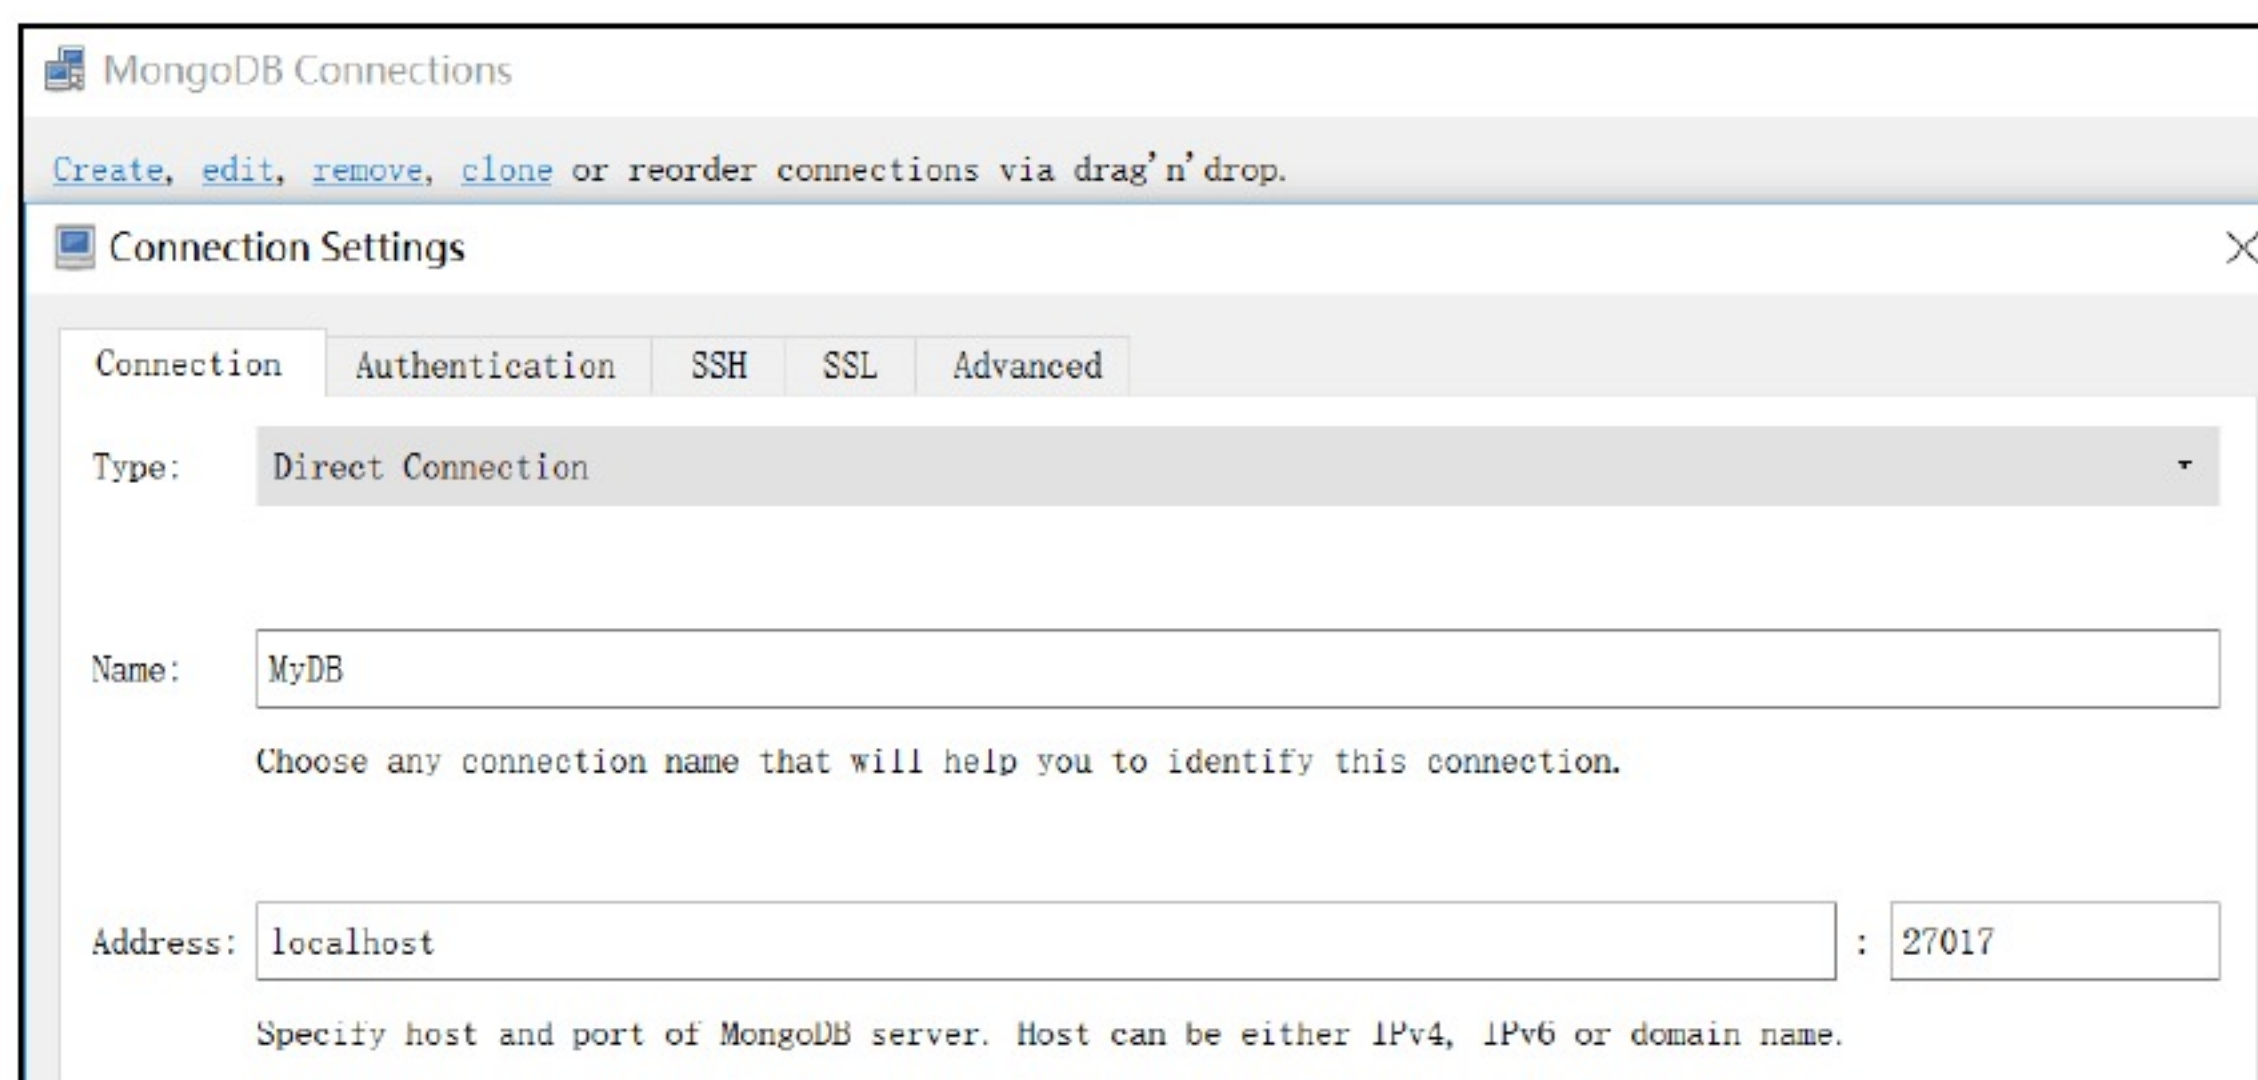 MongoDB Connections
Create, edit, remove, clone or reorder connections via drag'n'drop.
Connection Settings
Connection Authentication SSH SSL Advanced
Type: Direct Connection
Name: MyDB
Choose any connection name that will help you to identify this connection.
Address: localhost : 27017
Specify host and port of MongoDB server. Host can be either IPv4, IPv6 or domain name.